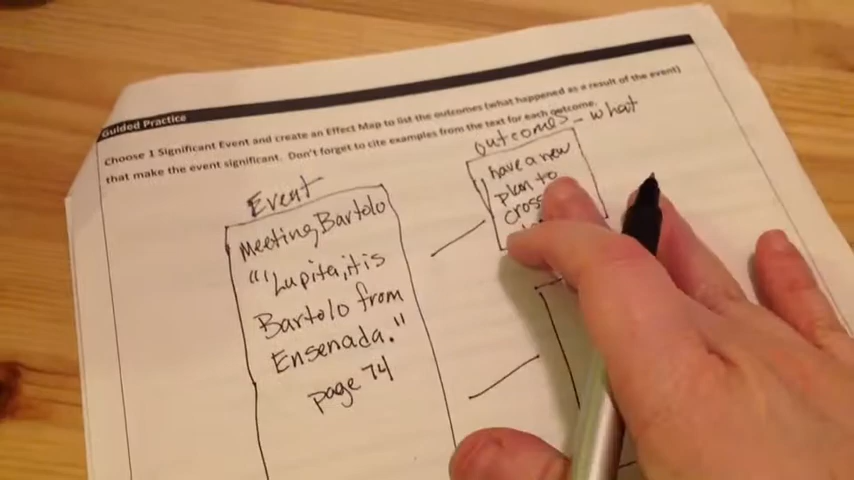 Guided Practice
Choose 1 Significant Event and create an Effect Map to list the outcomes (what happened as a result of the event)
that make the event significant. Don't forget to cite examples from the text for each outcome.
outcomes - what
Event
Meeting Bartolo
"'Lupita, it is
Bartolo from
Ensenada."
page 74
have a new
plan to
cross